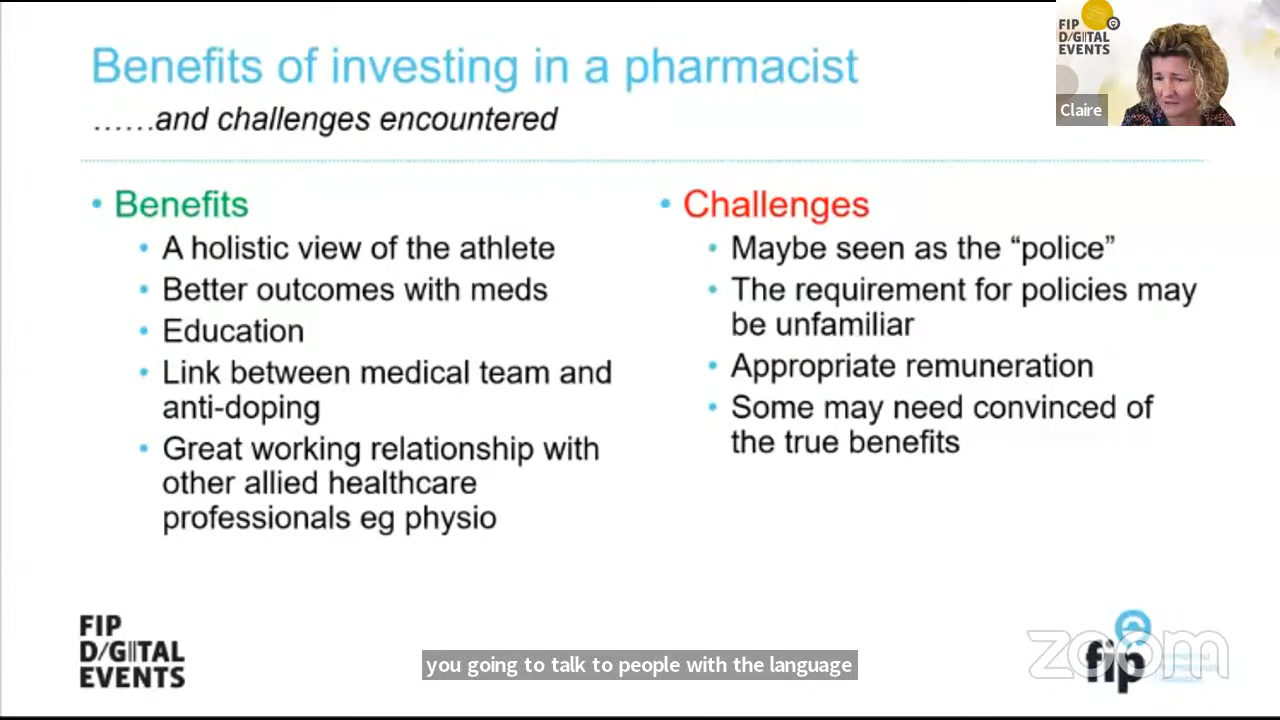 Benefits of investing in a pharmacist
……and challenges encountered
FIP
D/G|TAL
EVENTS
Claire
• Benefits
• A holistic view of the athlete
• Better outcomes with meds
• Education
• Link between medical team and
anti-doping
• Great working relationship with
other allied healthcare
professionals eg physio
• Challenges
• Maybe seen as the “police”
• The requirement for policies may
be unfamiliar
• Appropriate remuneration
• Some may need convinced of
the true benefits
FIP
D/G|TAL
EVENTS
you going to talk to people with the language
zoom
fip